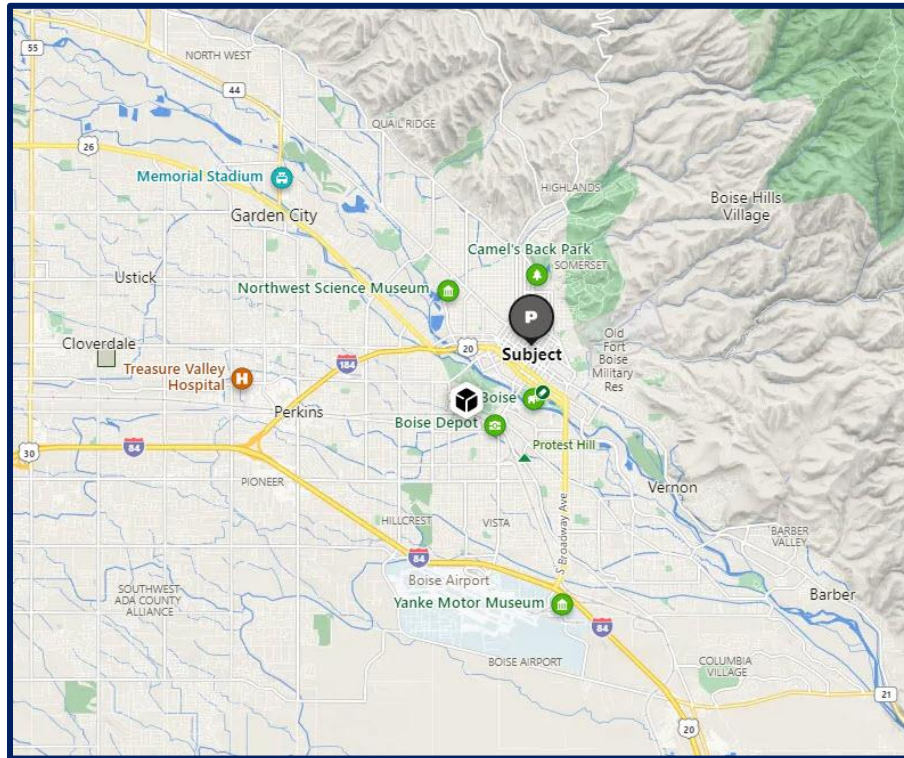 55
NORTH WEST
44
QUAIL RIDGE
26
Memorial Stadium
HIGHLANDS
Boise Hills
Village
Garden City
Camel's Back Park
SOMERSET
Ustick
Northwest Science Museum
P
Old
Fort
Boise
Military
Res
Cloverdale
20
Subject
184
Treasure Valley
Hospital
H
Boise
Perkins
Boise Depot
Protest Hill
84
30
PIONEER
Vernon
S Broadway Ave
HILLCREST
VISTA
BARBER
VALLEY
84
Boise Airport
SOUTHWEST
ADA COUNTY
ALLIANCE
Yanke Motor Museum
Barber
84
BOISE AIRPORT
COLUMBIA
VILLAGE
21
20